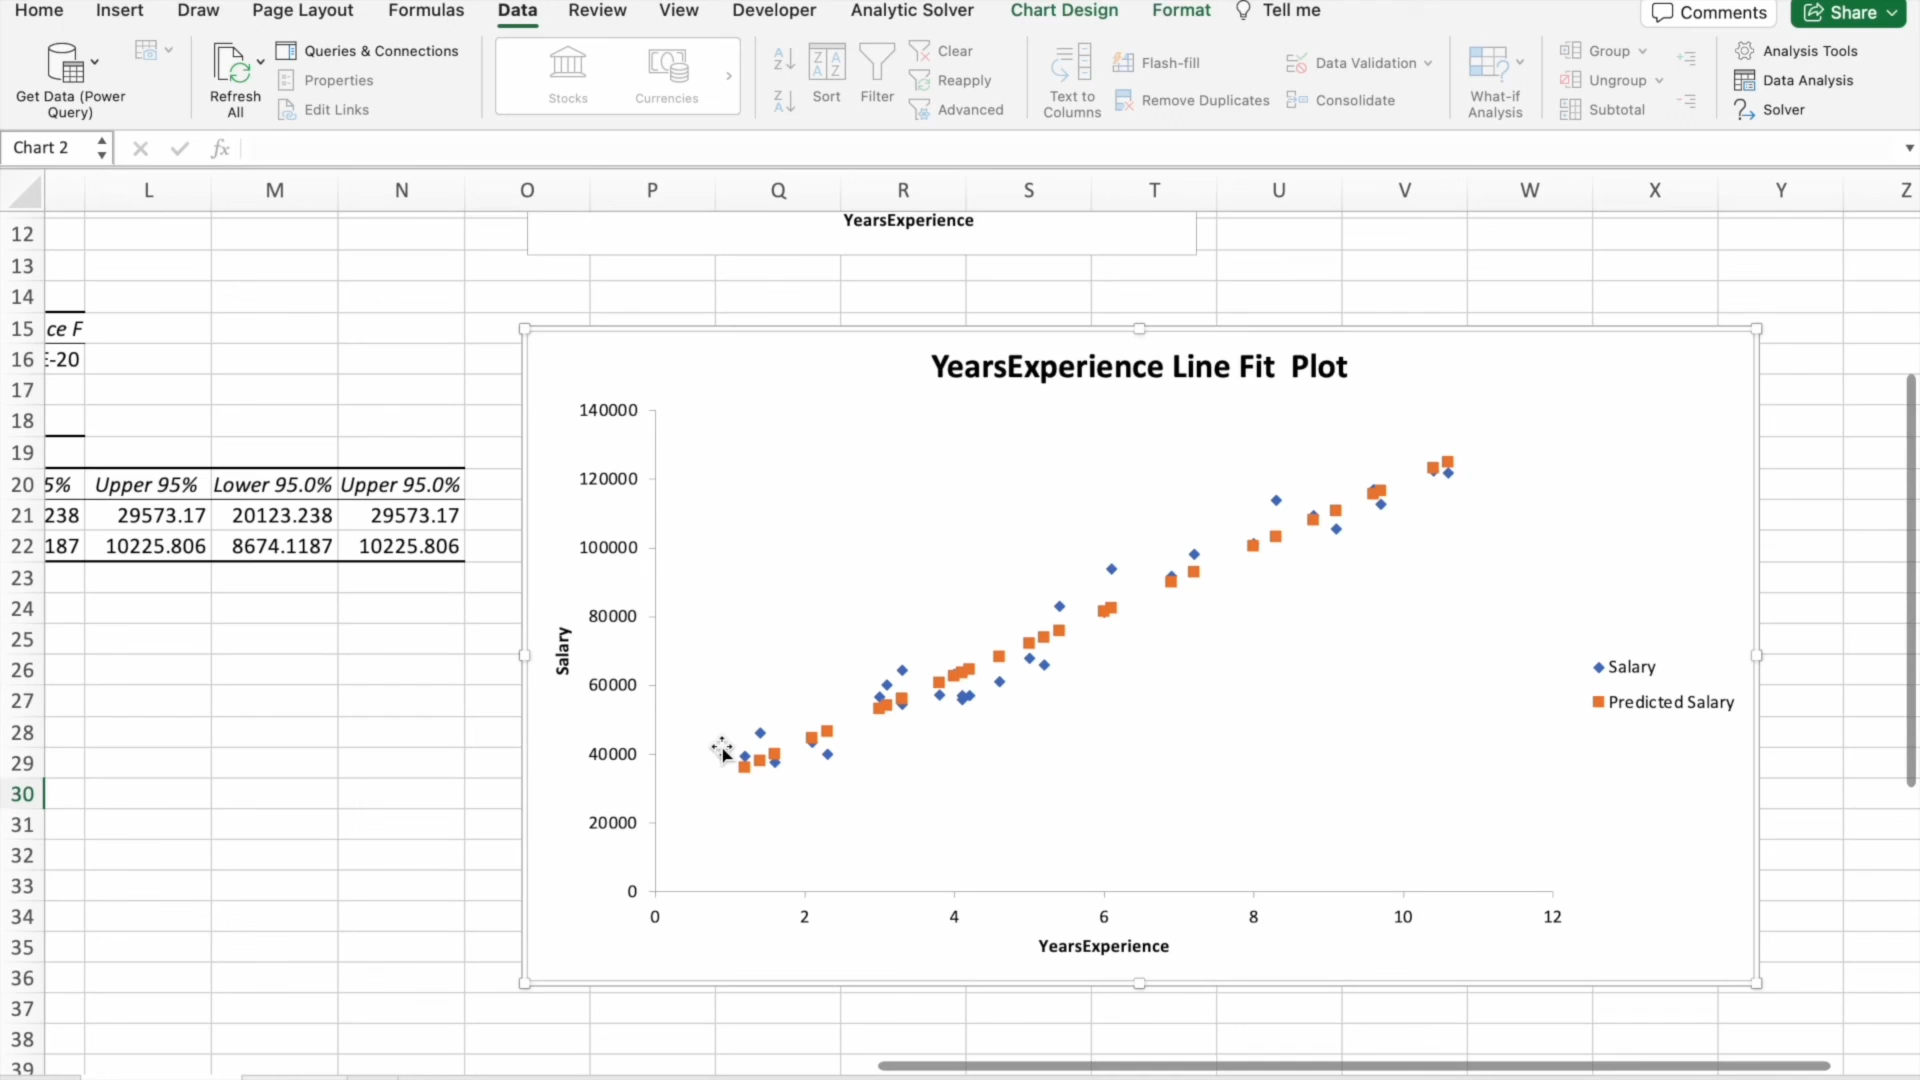 Home Insert Draw Page Layout Formulas Data Review View Developer Analytic Solver Chart Design Format Tell me Comments Share
Get Data (Power Query)
Refresh All
Queries & Connections
Properties
Edit Links
Stocks
Currencies
Sort
Filter
Clear
Reapply
Advanced
Text to Columns
Flash-fill
Remove Duplicates
Data Validation
Consolidate
What-if Analysis
Group
Ungroup
Subtotal
Analysis Tools
Data Analysis
Solver
Chart 2
fx
L M N O P Q R S T U V W X Y Z
12
YearsExperience
13
14
15 ce F
16 E-20
17
18
19
20 5% Upper 95% Lower 95.0% Upper 95.0%
21 238 29573.17 20123.238 29573.17
22 187 10225.806 8674.1187 10225.806
23
24
25
26
27
28
29
30
31
32
33
34
35
36
37
38
39
YearsExperience Line Fit  Plot
140000
120000
100000
80000
60000
40000
20000
0
Salary
0 2 4 6 8 10 12
YearsExperience
Salary
Predicted Salary